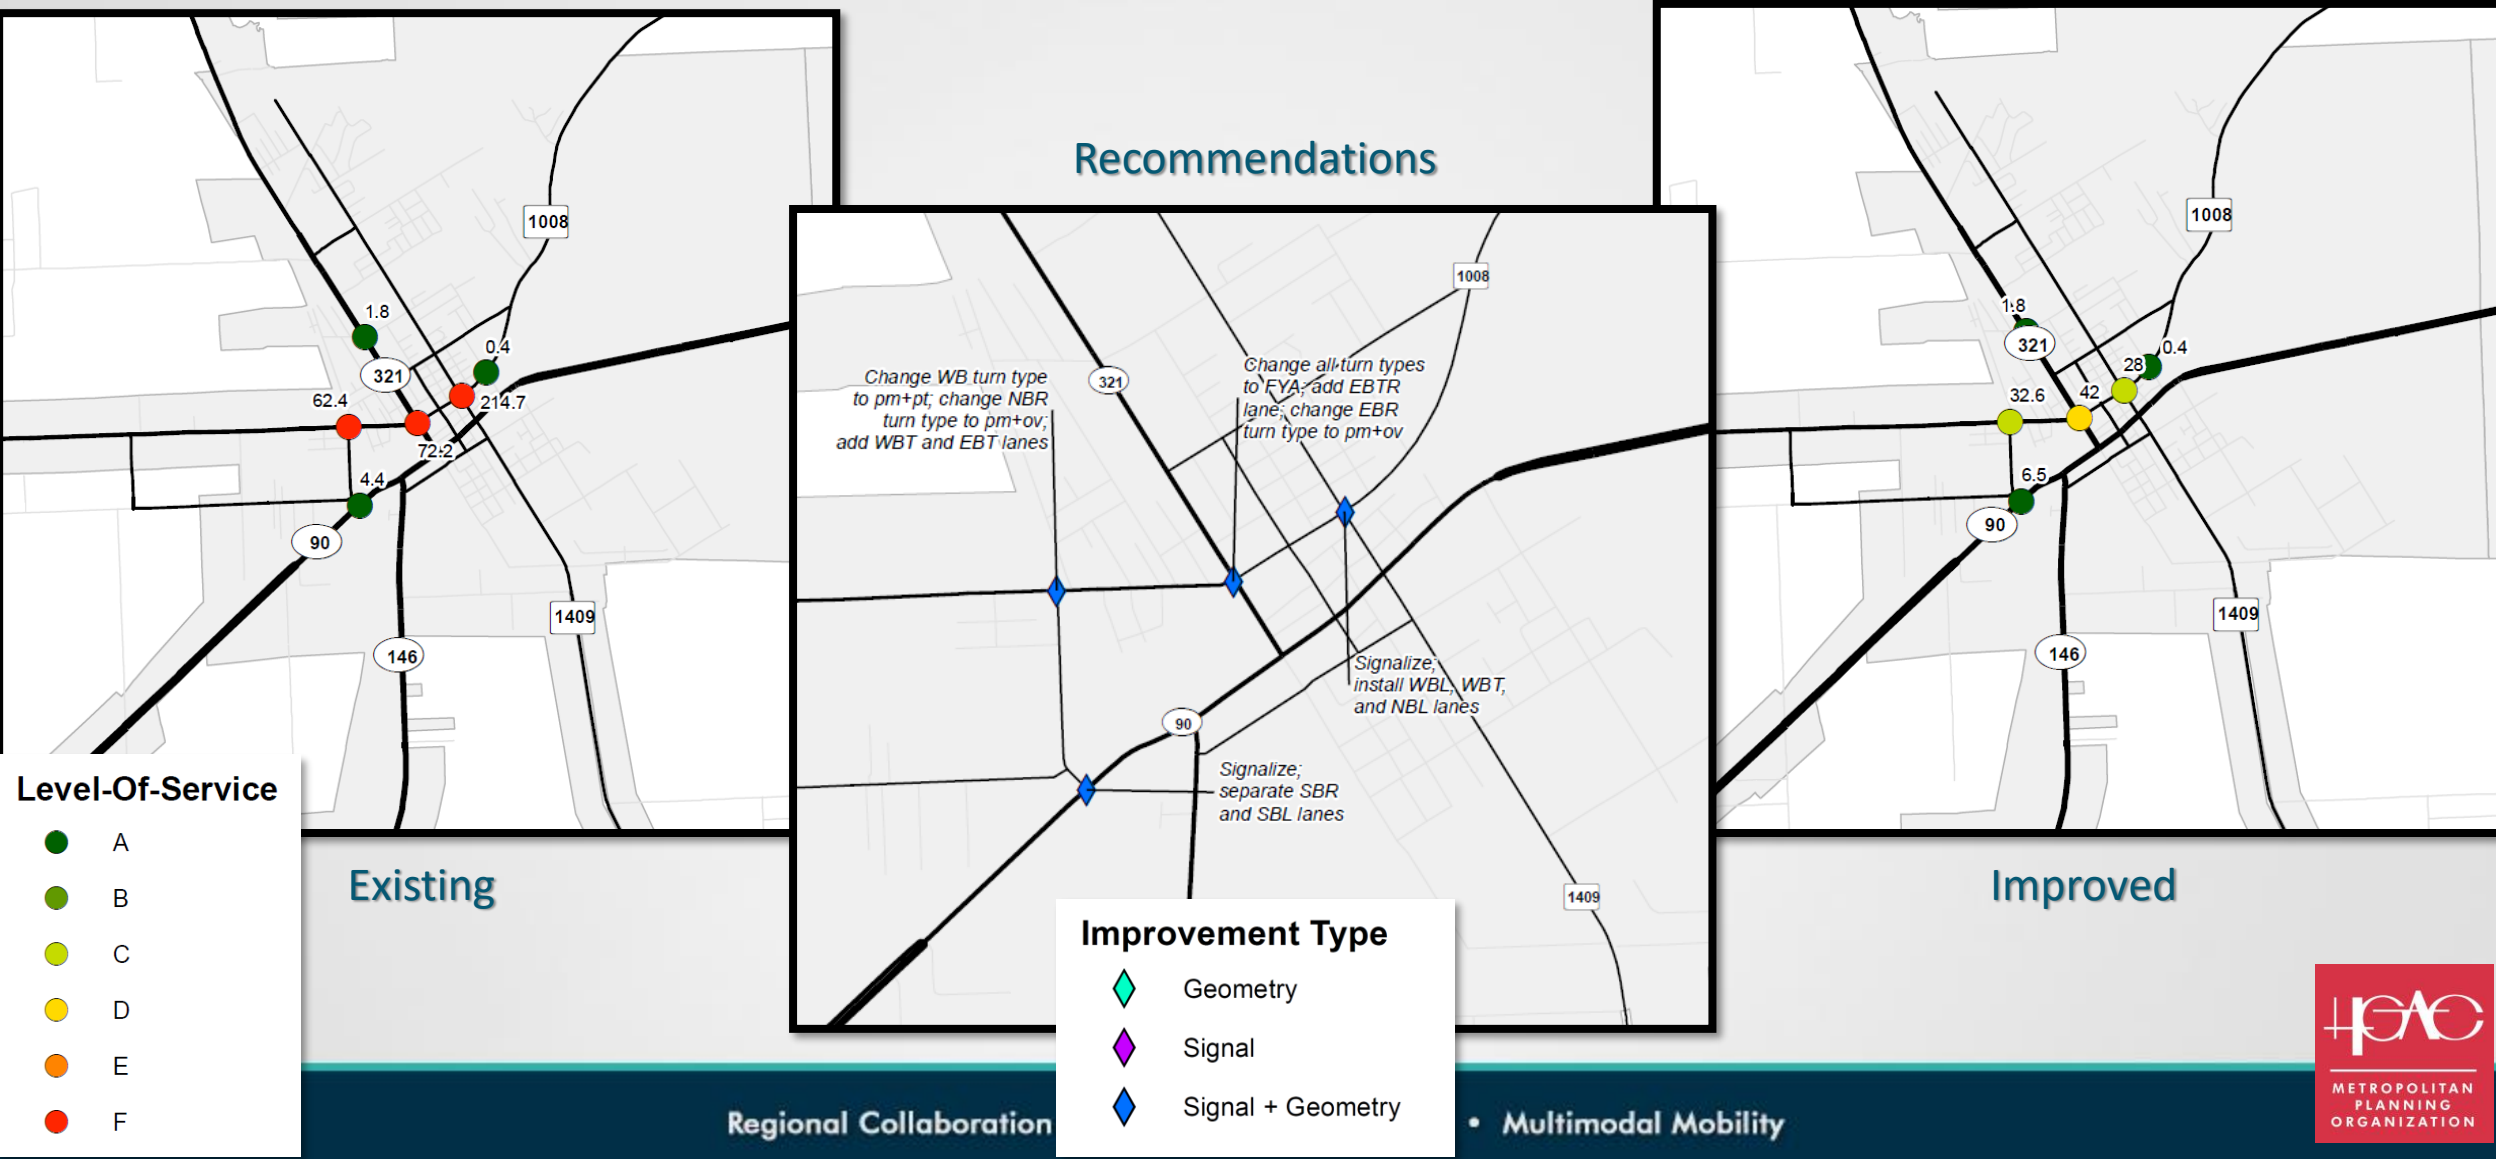 Recommendations
1008
1.8
0.4
321
62.4
214.7
72.2
4.4
90
1409
146
Level-Of-Service
A
B
C
D
E
F
Existing
1008
321
Change WB turn type
to pm+pt; change NBR
turn type to pm+ov;
add WBT and EBT lanes
Change all turn types
to FYA; add EBTR
lane; change EBR
turn type to pm+ov
Signalize;
install WBL, WBT,
and NBL lanes
90
Signalize;
separate SBR
and SBL lanes
1409
Improvement Type
Geometry
Signal
Signal + Geometry
1008
1.8
321
0.4
28
32.6
42
6.5
90
1409
146
Improved
Regional Collaboration
• Multimodal Mobility
METROPOLITAN
PLANNING
ORGANIZATION